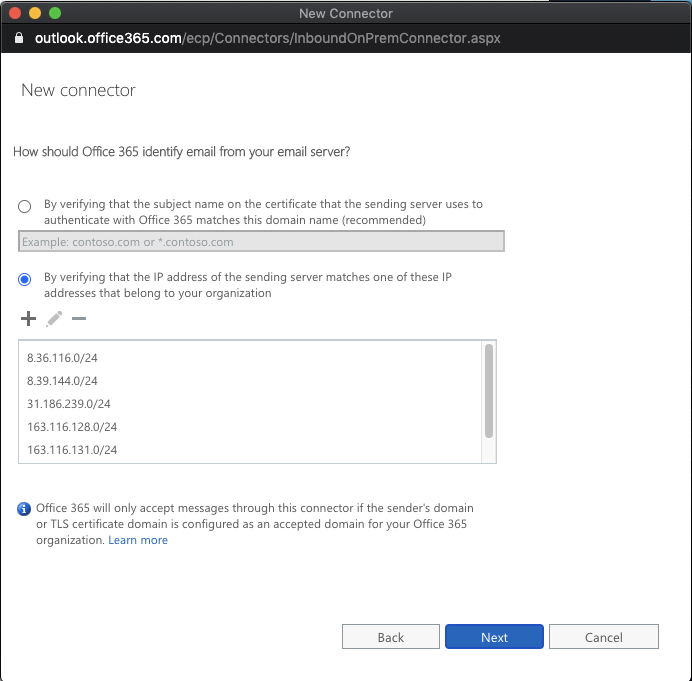 New Connector
outlook.office365.com/ecp/Connectors/InboundOnPremConnector.aspx
New connector
How should Office 365 identify email from your email server?
By verifying that the subject name on the certificate that the sending server uses to
authenticate with Office 365 matches this domain name (recommended)
Example: contoso.com or *.contoso.com
By verifying that the IP address of the sending server matches one of these IP
addresses that belong to your organization
8.36.116.0/24
8.39.144.0/24
31.186.239.0/24
163.116.128.0/24
163.116.131.0/24
Office 365 will only accept messages through this connector if the sender's domain
or TLS certificate domain is configured as an accepted domain for your Office 365
organization. Learn more
Back
Next
Cancel